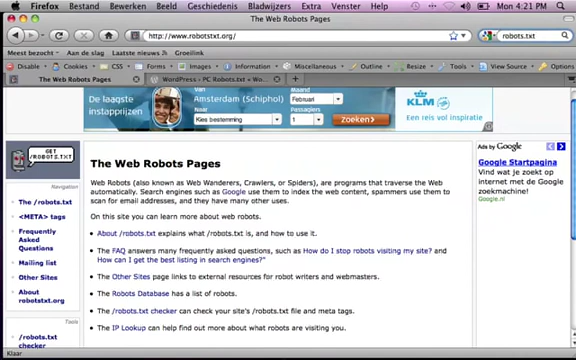 Firefox Bestand Bewerken Beeld Geschiedenis Bladwijzers Extra Venster Help Mon 4:21 PM
The Web Robots Pages
http://www.robotstxt.org/ robots.txt
Meest bezocht Aan de slag Laatste nieuws Groeilink
Disable Cookies CSS Forms Images Information Miscellaneous Outline Resize Tools View Source Options
The Web Robots Pages WordPress › PC Robots.txt « Wo...
De laagste
instapprijzen
Van
Amsterdam (Schiphol)
Naar
Kies bestemming
Maand
Februari
Passagiers
1
zoeken
KLM
Een reis vol inspiratie
GET
/ROBOTS.TXT
Navigation
The /robots.txt
<META> tags
Frequently
Asked
Questions
Mailing list
Other Sites
About
robotstxt.org
Tools
/robots.txt
checker
The Web Robots Pages
Web Robots (also known as Web Wanderers, Crawlers, or Spiders), are programs that traverse the Web
automatically. Search engines such as Google use them to index the web content, spammers use them to
scan for email addresses, and they have many other uses.
On this site you can learn more about web robots.
• About /robots.txt explains what /robots.txt is, and how to use it.
• The FAQ answers many frequently asked questions, such as How do I stop robots visiting my site? and
How can I get the best listing in search engines?"
• The Other Sites page links to external resources for robot writers and webmasters.
• The Robots Database has a list of robots.
• The /robots.txt checker can check your site's /robots.txt file and meta tags.
• The IP Lookup can help find out more about what robots are visiting you.
Ads by Google
Google Startpagina
Vind wat je zoekt op
internet met de Google
zoekmachine!
Google.nl
Klaar